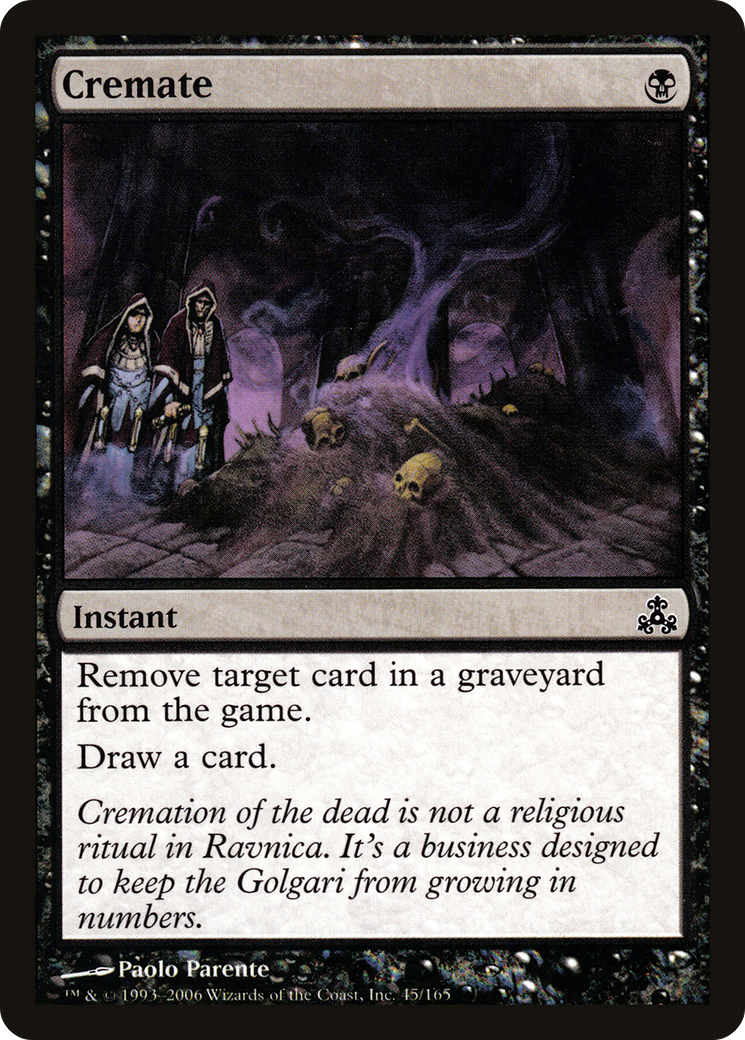 Cremate
Instant
Remove target card in a graveyard
from the game.
Draw a card.
Cremation of the dead is not a religious
ritual in Ravnica. It's a business designed
to keep the Golgari from growing in
numbers.
Paolo Parente
™ & © 1993–2006 Wizards of the Coast, Inc. 45/165